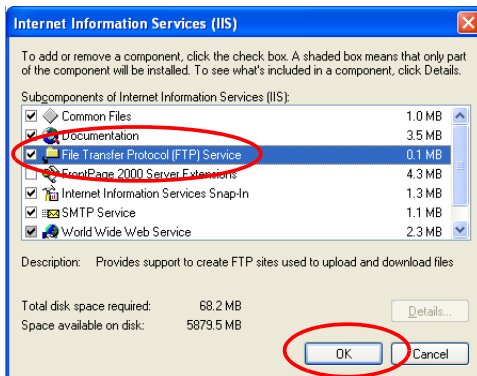 Internet Information Services (IIS)
To add or remove a component, click the check box. A shaded box means that only part
of the component will be installed. To see what's included in a component, click Details.
Subcomponents of Internet Information Services (IIS):
Common Files 1.0 MB
Documentation 3.5 MB
File Transfer Protocol (FTP) Service 0.1 MB
FrontPage 2000 Server Extensions 4.3 MB
Internet Information Services Snap-In 1.3 MB
SMTP Service 1.1 MB
World Wide Web Service 2.3 MB
Description: Provides support to create FTP sites used to upload and download files
Total disk space required: 68.2 MB
Details...
Space available on disk: 5879.5 MB
OK Cancel